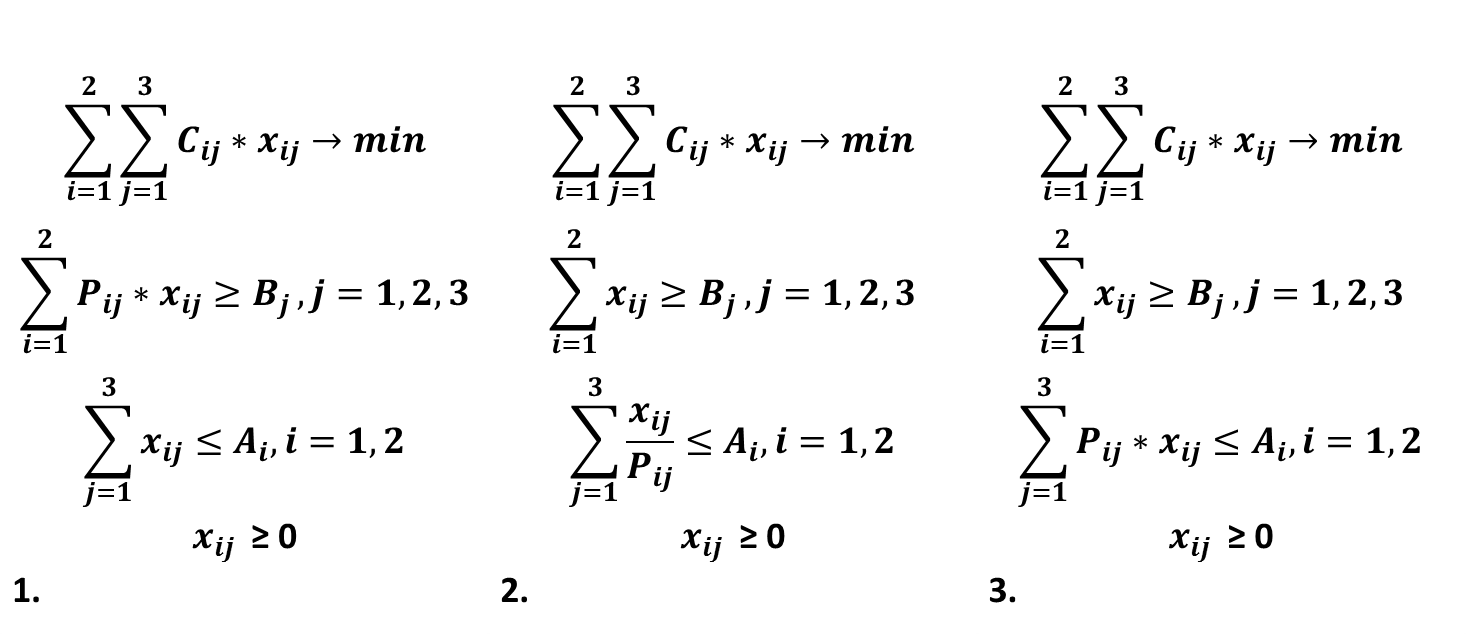 ∑_{i=1}^{2} ∑_{j=1}^{3} C_{ij} * x_{ij} → min
∑_{i=1}^{2} P_{ij} * x_{ij} ≥ B_j, j = 1, 2, 3
∑_{j=1}^{3} x_{ij} ≤ A_i, i = 1, 2
x_{ij} ≥ 0
1.
∑_{i=1}^{2} ∑_{j=1}^{3} C_{ij} * x_{ij} → min
∑_{i=1}^{2} x_{ij} ≥ B_j, j = 1, 2, 3
∑_{j=1}^{3} x_{ij}/P_{ij} ≤ A_i, i = 1, 2
x_{ij} ≥ 0
2.
∑_{i=1}^{2} ∑_{j=1}^{3} C_{ij} * x_{ij} → min
∑_{i=1}^{2} x_{ij} ≥ B_j, j = 1, 2, 3
∑_{j=1}^{3} P_{ij} * x_{ij} ≤ A_i, i = 1, 2
x_{ij} ≥ 0
3.